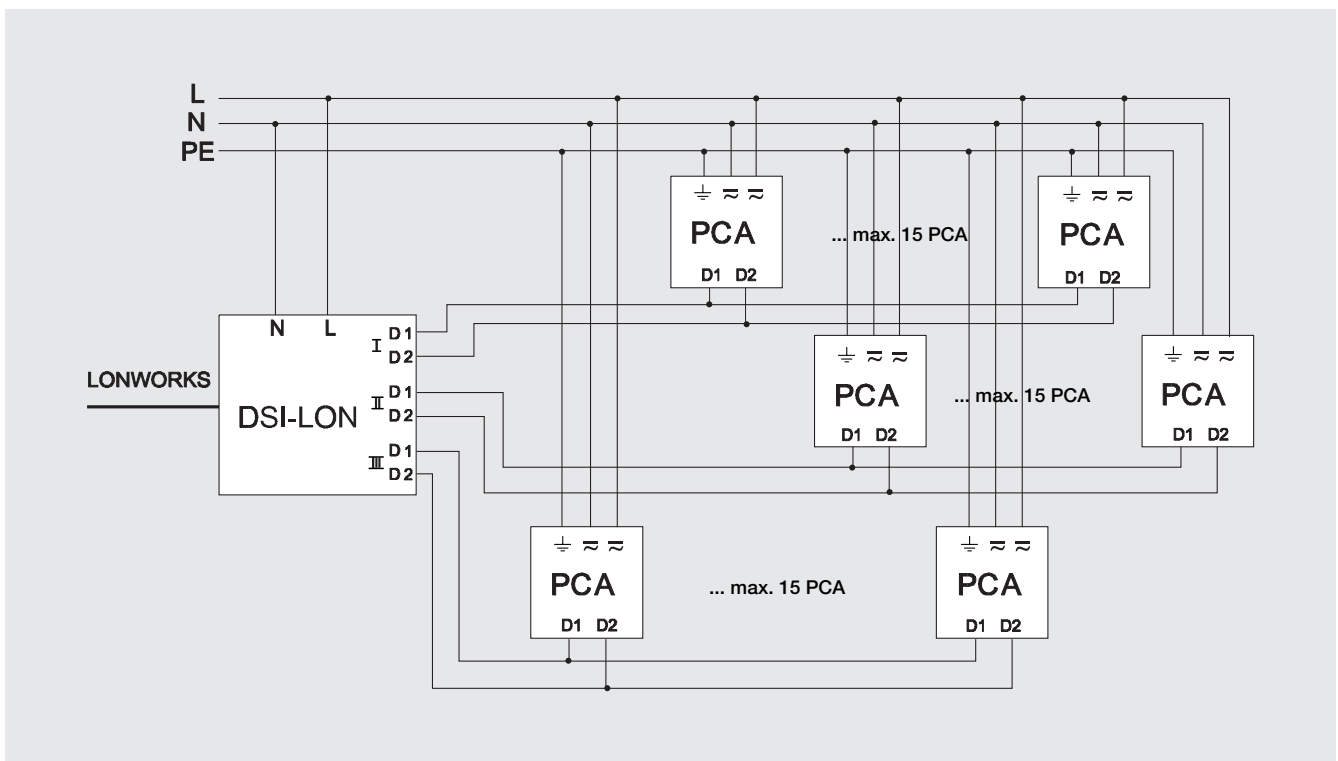 L
N
PE
PCA
D1 D2
... max. 15 PCA
PCA
D1 D2
N L
I D1
D2
II D1
D2
III D1
D2
LONWORKS
DSI-LON
PCA
D1 D2
... max. 15 PCA
PCA
D1 D2
PCA
D1 D2
... max. 15 PCA
PCA
D1 D2